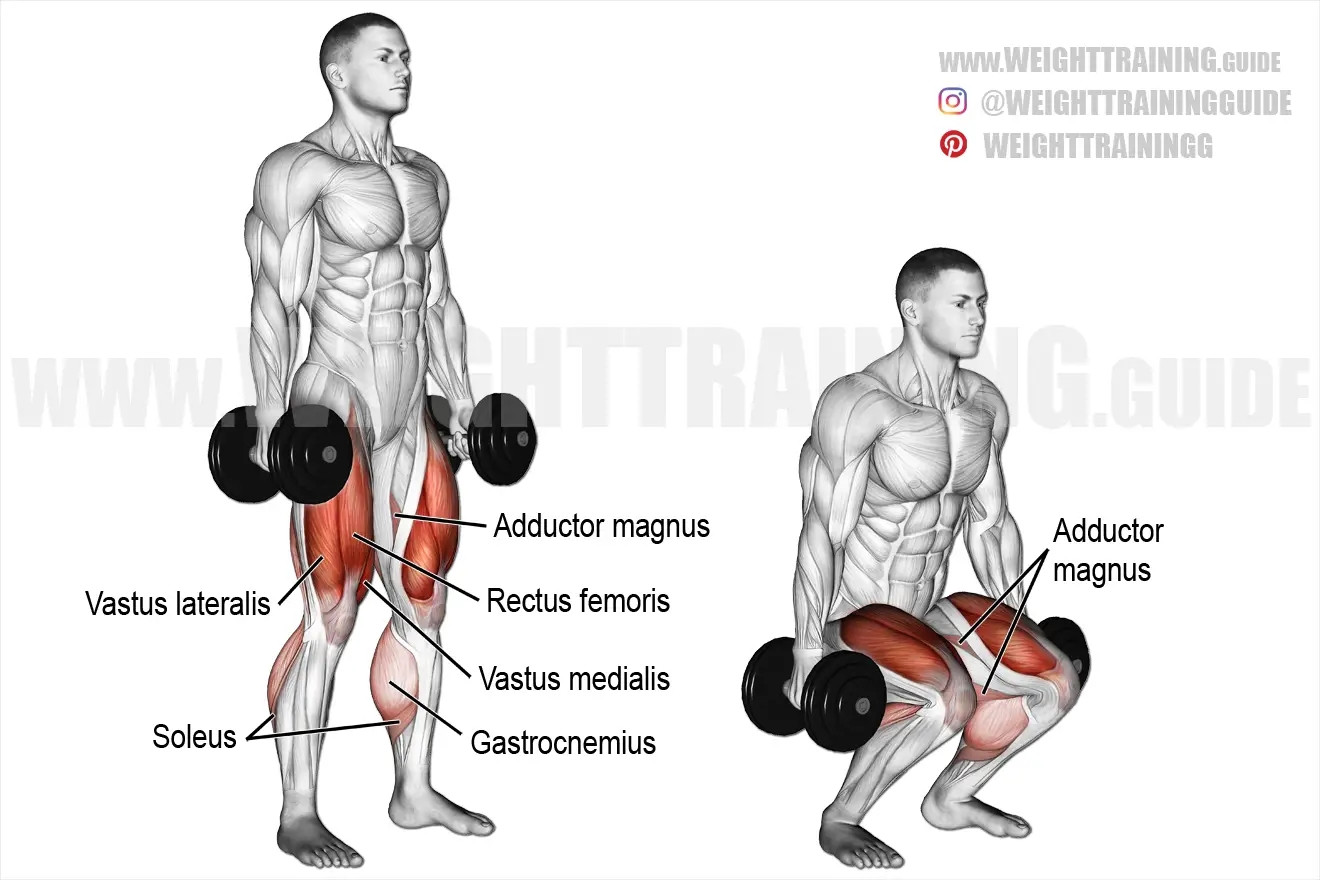 www.WEIGHTTRAINING.GUIDE
@WEIGHTTRAININGGUIDE
WEIGHTTRAININGG
www.WEIGHTTRAINING.GUIDE
Adductor magnus
Adductor
magnus
Vastus lateralis
Rectus femoris
Vastus medialis
Soleus
Gastrocnemius